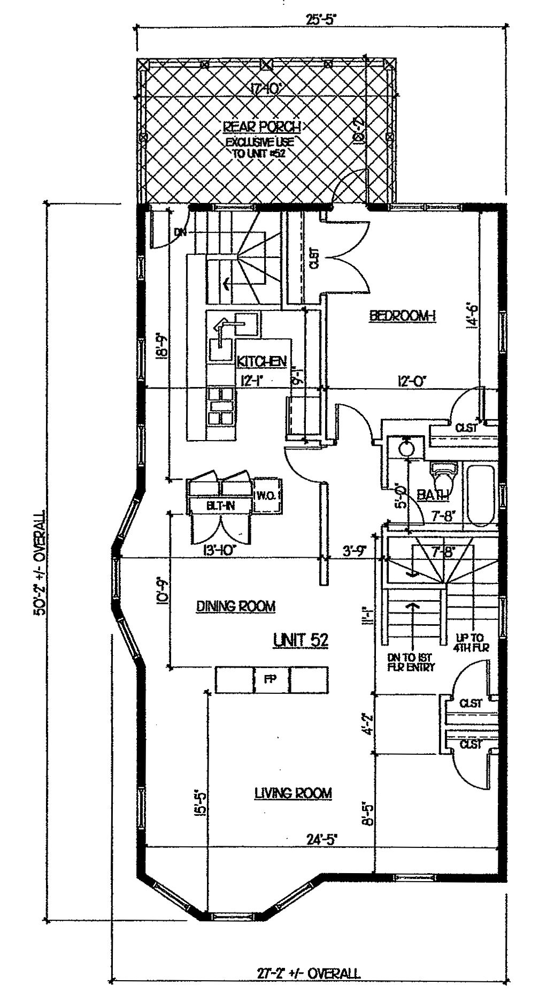 25'-5"
17'-10"
REAR PORCH
EXCLUSIVE USE
TO UNIT #52
DN
CLST
BEDROOM-1
14'-6"
18'-9"
KITCHEN
9'-1"
12'-1"
12'-0"
CLST
BLT-IN
W.O.
5'-0"
BATH
7'-8"
13'-10"
3'-9"
7'-8"
50'-2" +/- OVERALL
10'-9"
DINING ROOM
11'-1"
UNIT 52
UP TO
4TH FLR
DN TO 1ST
FLR ENTRY
FP
CLST
4'-2"
CLST
LIVING ROOM
15'-5"
8'-5"
24'-5"
27'-2" +/- OVERALL